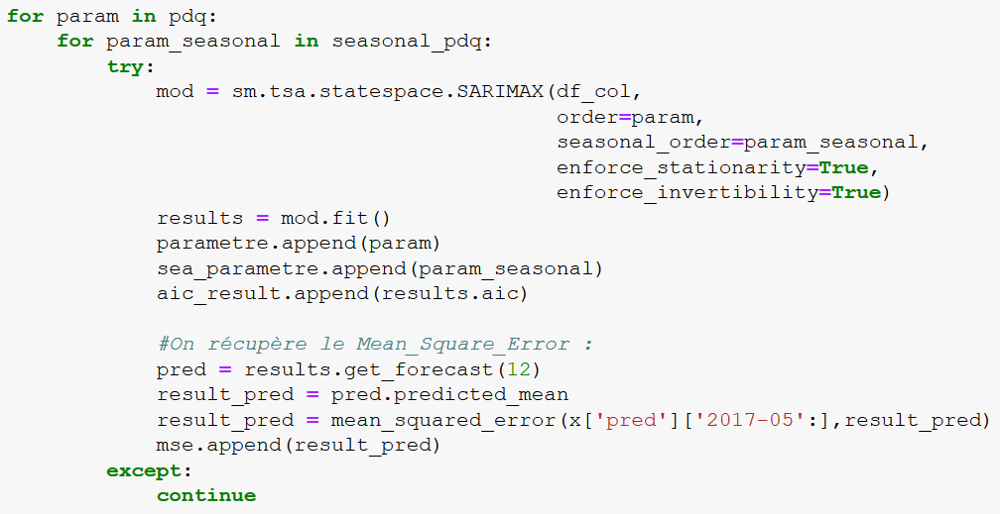 for param in pdq:
    for param_seasonal in seasonal_pdq:
        try:
            mod = sm.tsa.statespace.SARIMAX(df_col,
                                            order=param,
                                            seasonal_order=param_seasonal,
                                            enforce_stationarity=True,
                                            enforce_invertibility=True)
            results = mod.fit()
            parametre.append(param)
            sea_parametre.append(param_seasonal)
            aic_result.append(results.aic)

            #On récupère le Mean_Square_Error :
            pred = results.get_forecast(12)
            result_pred = pred.predicted_mean
            result_pred = mean_squared_error(x['pred']['2017-05':],result_pred)
            mse.append(result_pred)
        except:
            continue